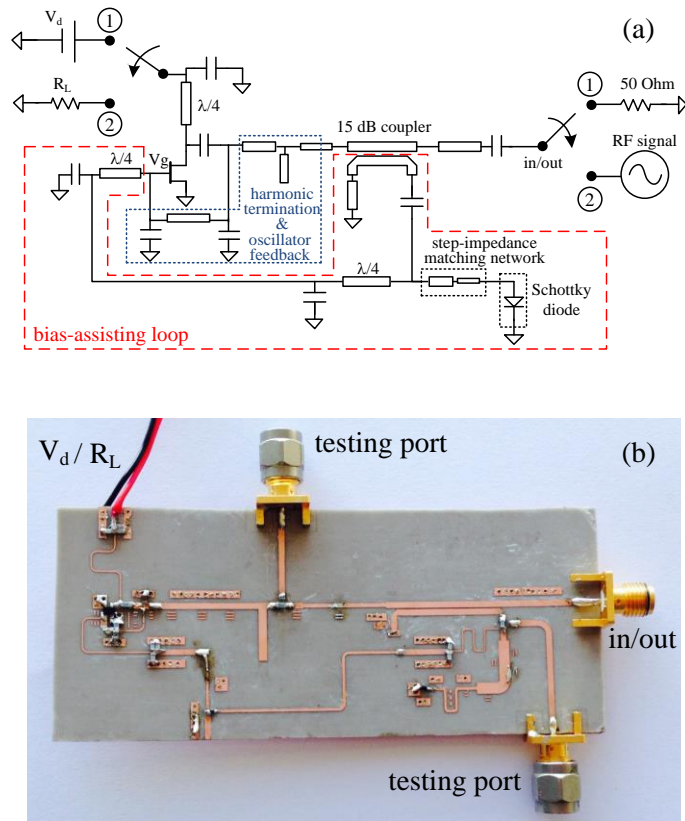 (a)
V_d
①
R_L
②
λ/4
15 dB coupler
①
50 Ohm
in/out
RF signal
②
λ/4
Vg
harmonic
termination
&
oscillator
feedback
λ/4
step-impedance
matching network
Schottky
diode
bias-assisting loop
(b)
V_d / R_L
testing port
in/out
testing port